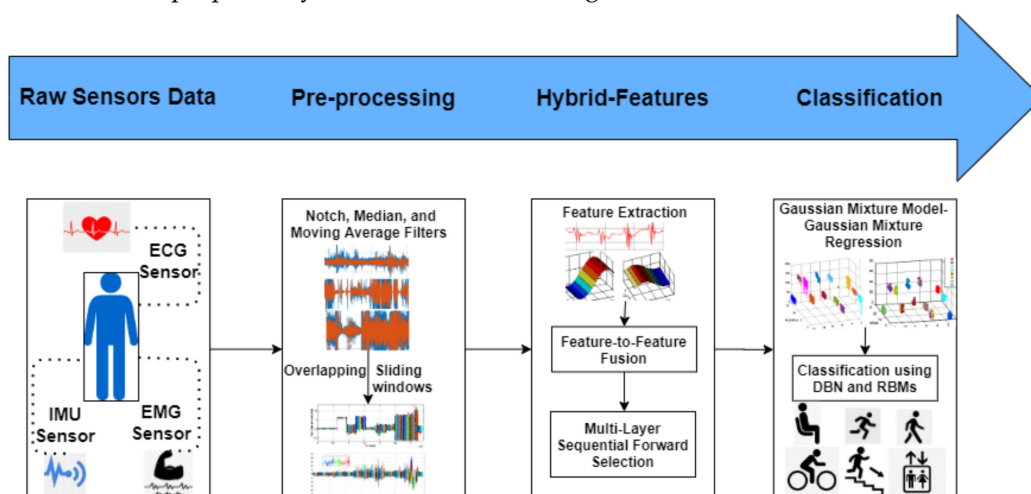 Raw Sensors Data
Pre-processing
Hybrid-Features
Classification
ECG
Sensor
IMU
Sensor
EMG
Sensor
Notch, Median, and
Moving Average Filters
Overlapping
Sliding
windows
Feature Extraction
Feature-to-Feature
Fusion
Multi-Layer
Sequential Forward
Selection
Gaussian Mixture Model-
Gaussian Mixture
Regression
Classification using
DBN and RBMs